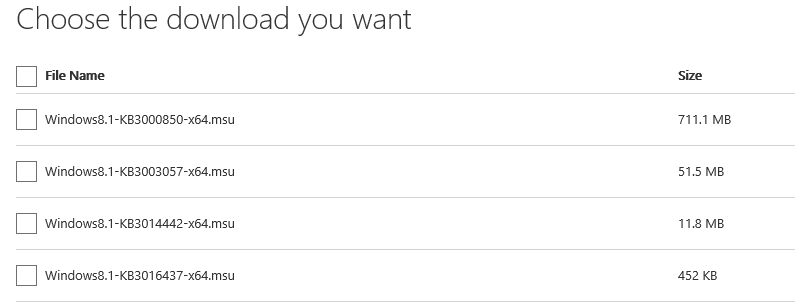 Choose the download you want
File Name Size
Windows8.1-KB3000850-x64.msu 711.1 MB
Windows8.1-KB3003057-x64.msu 51.5 MB
Windows8.1-KB3014442-x64.msu 11.8 MB
Windows8.1-KB3016437-x64.msu 452 KB